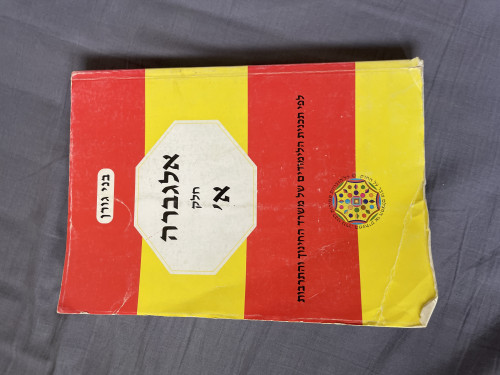 בני גורן
אלגברה
חלק
א'
לפי תכנית הלימודים של משרד החינוך והתרבות